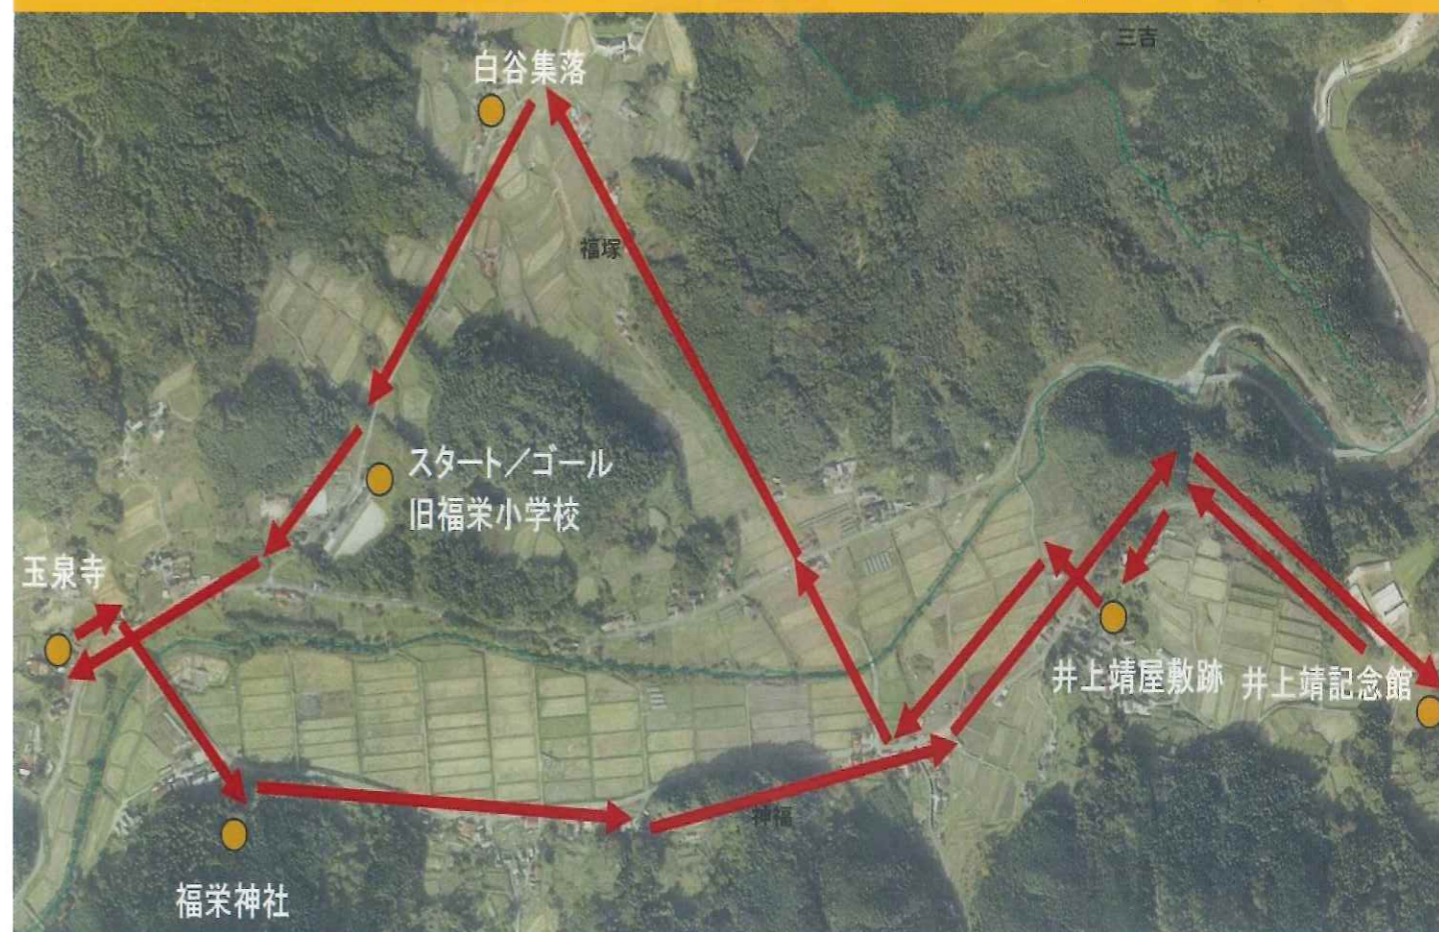 三吉
白谷集落
福塚
スタート／ゴール
旧福栄小学校
玉泉寺
井上靖屋敷跡
井上靖記念館
神福
福栄神社